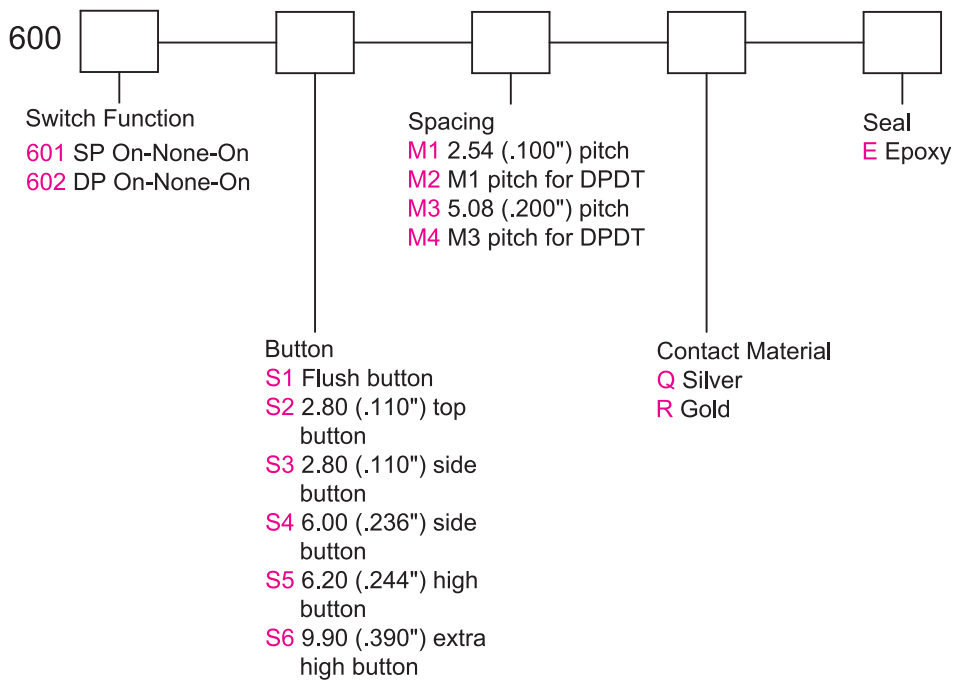 600
Switch Function
601 SP On-None-On
602 DP On-None-On
Button
S1 Flush button
S2 2.80 (.110") top
button
S3 2.80 (.110") side
button
S4 6.00 (.236") side
button
S5 6.20 (.244") high
button
S6 9.90 (.390") extra
high button
Spacing
M1 2.54 (.100") pitch
M2 M1 pitch for DPDT
M3 5.08 (.200") pitch
M4 M3 pitch for DPDT
Contact Material
Q Silver
R Gold
Seal
E Epoxy